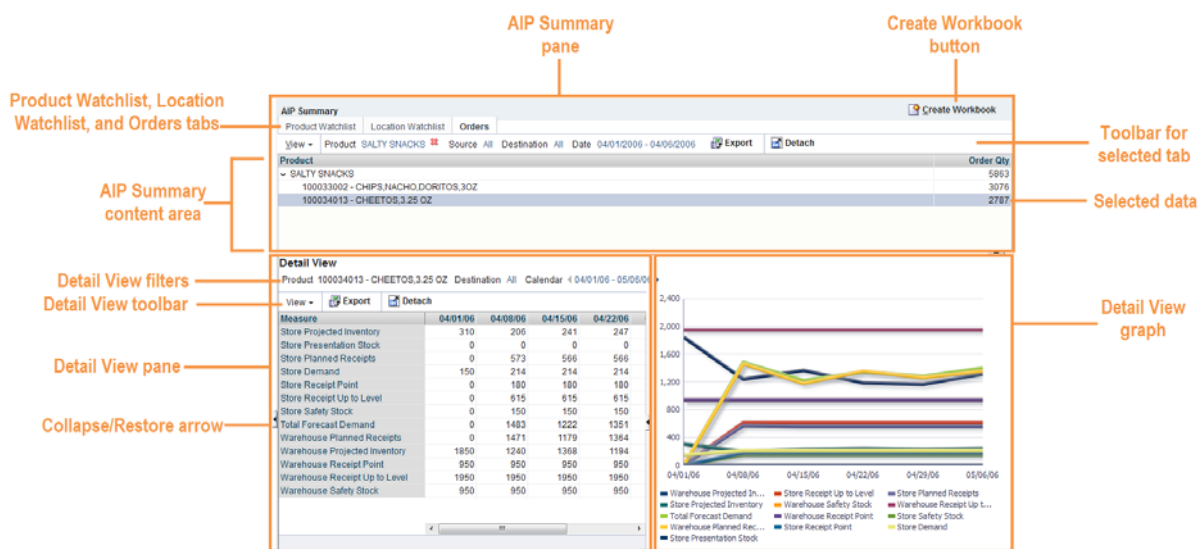 AIP Summary
pane
Create Workbook
button
Product Watchlist, Location
Watchlist, and Orders tabs
AIP Summary
Create Workbook
Product Watchlist Location Watchlist Orders
View Product SALTY SNACKS Source All Destination All Date 04/01/2006 - 04/06/2006 Export Detach
Toolbar for
selected tab
Product Order Qty
SALTY SNACKS 5863
100033002 - CHIPS,NACHO,DORITOS,3OZ 3076
100034013 - CHEETOS,3.25 OZ 2787
AIP Summary
content area
Selected data
Detail View
Product 100034013 - CHEETOS,3.25 OZ Destination All Calendar 04/01/06 - 05/06/06
Detail View filters
Detail View toolbar
View Export Detach
Measure 04/01/06 04/08/06 04/15/06 04/22/06
Store Projected Inventory 310 206 241 247
Store Presentation Stock 0 0 0 0
Store Planned Receipts 0 573 566 566
Store Demand 150 214 214 214
Store Receipt Point 0 180 180 180
Store Receipt Up to Level 0 615 615 615
Store Safety Stock 0 150 150 150
Total Forecast Demand 0 1483 1222 1351
Warehouse Planned Receipts 0 1471 1179 1364
Warehouse Projected Inventory 1850 1240 1368 1194
Warehouse Receipt Point 950 950 950 950
Warehouse Receipt Up to Level 1950 1950 1950 1950
Warehouse Safety Stock 950 950 950 950
Detail View pane
Collapse/Restore arrow
Detail View
graph
2,400
2,000
1,600
1,200
800
400
0
04/01/06 04/08/06 04/15/06 04/22/06 04/29/06 05/06/06
Warehouse Projected In... Store Receipt Up to Level Store Planned Receipts
Store Projected Inventory Warehouse Safety Stock Warehouse Receipt Up t...
Total Forecast Demand Warehouse Receipt Point Store Safety Stock
Warehouse Planned Rec... Store Receipt Point Store Demand
Store Presentation Stock